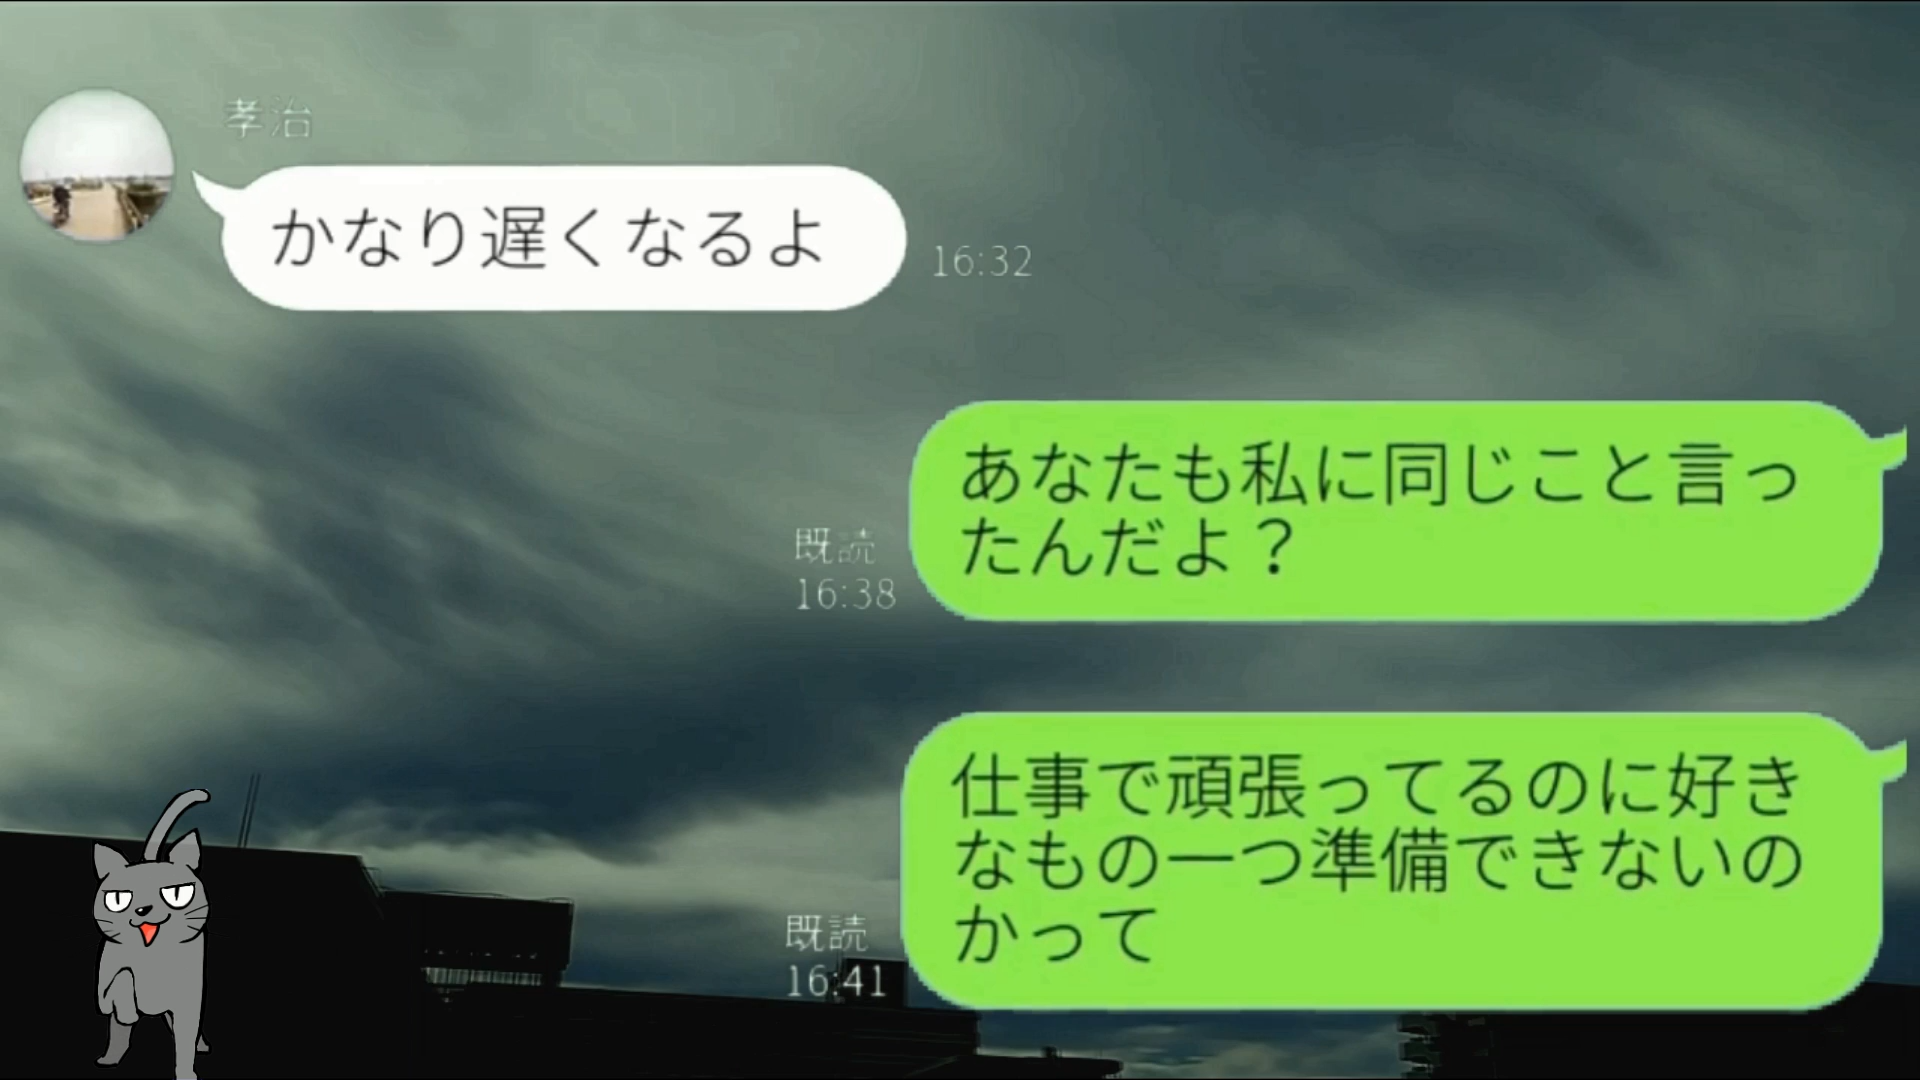 孝治
かなり遅くなるよ
16:32
あなたも私に同じこと言っ
たんだよ？
既読
16:38
仕事で頑張ってるのに好き
なもの一つ準備できないの
かって
既読
16:41